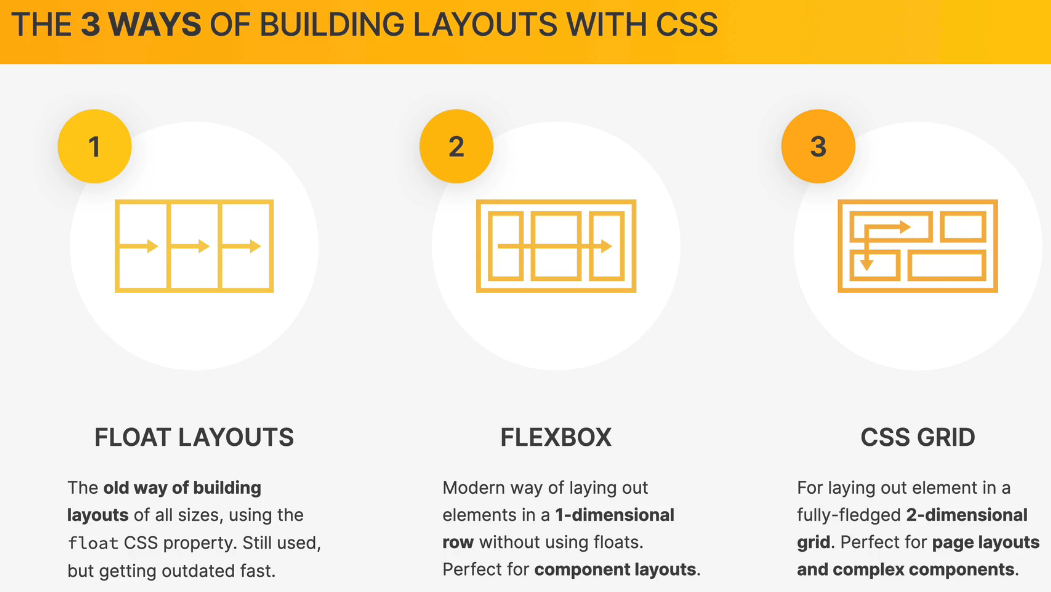 THE 3 WAYS OF BUILDING LAYOUTS WITH CSS
1
FLOAT LAYOUTS
The old way of building
layouts of all sizes, using the
float CSS property. Still used,
but getting outdated fast.
2
FLEXBOX
Modern way of laying out
elements in a 1-dimensional
row without using floats.
Perfect for component layouts.
3
CSS GRID
For laying out element in a
fully-fledged 2-dimensional
grid. Perfect for page layouts
and complex components.